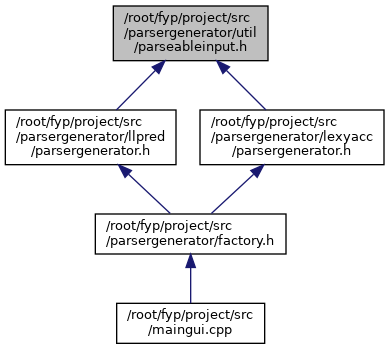 /root/fyp/project/src
/parsergenerator/util
/parseableinput.h
/root/fyp/project/src
/parsergenerator/llpred
/parsergenerator.h
/root/fyp/project/src
/parsergenerator/lexyacc
/parsergenerator.h
/root/fyp/project/src
/parsergenerator/factory.h
/root/fyp/project/src
/maingui.cpp